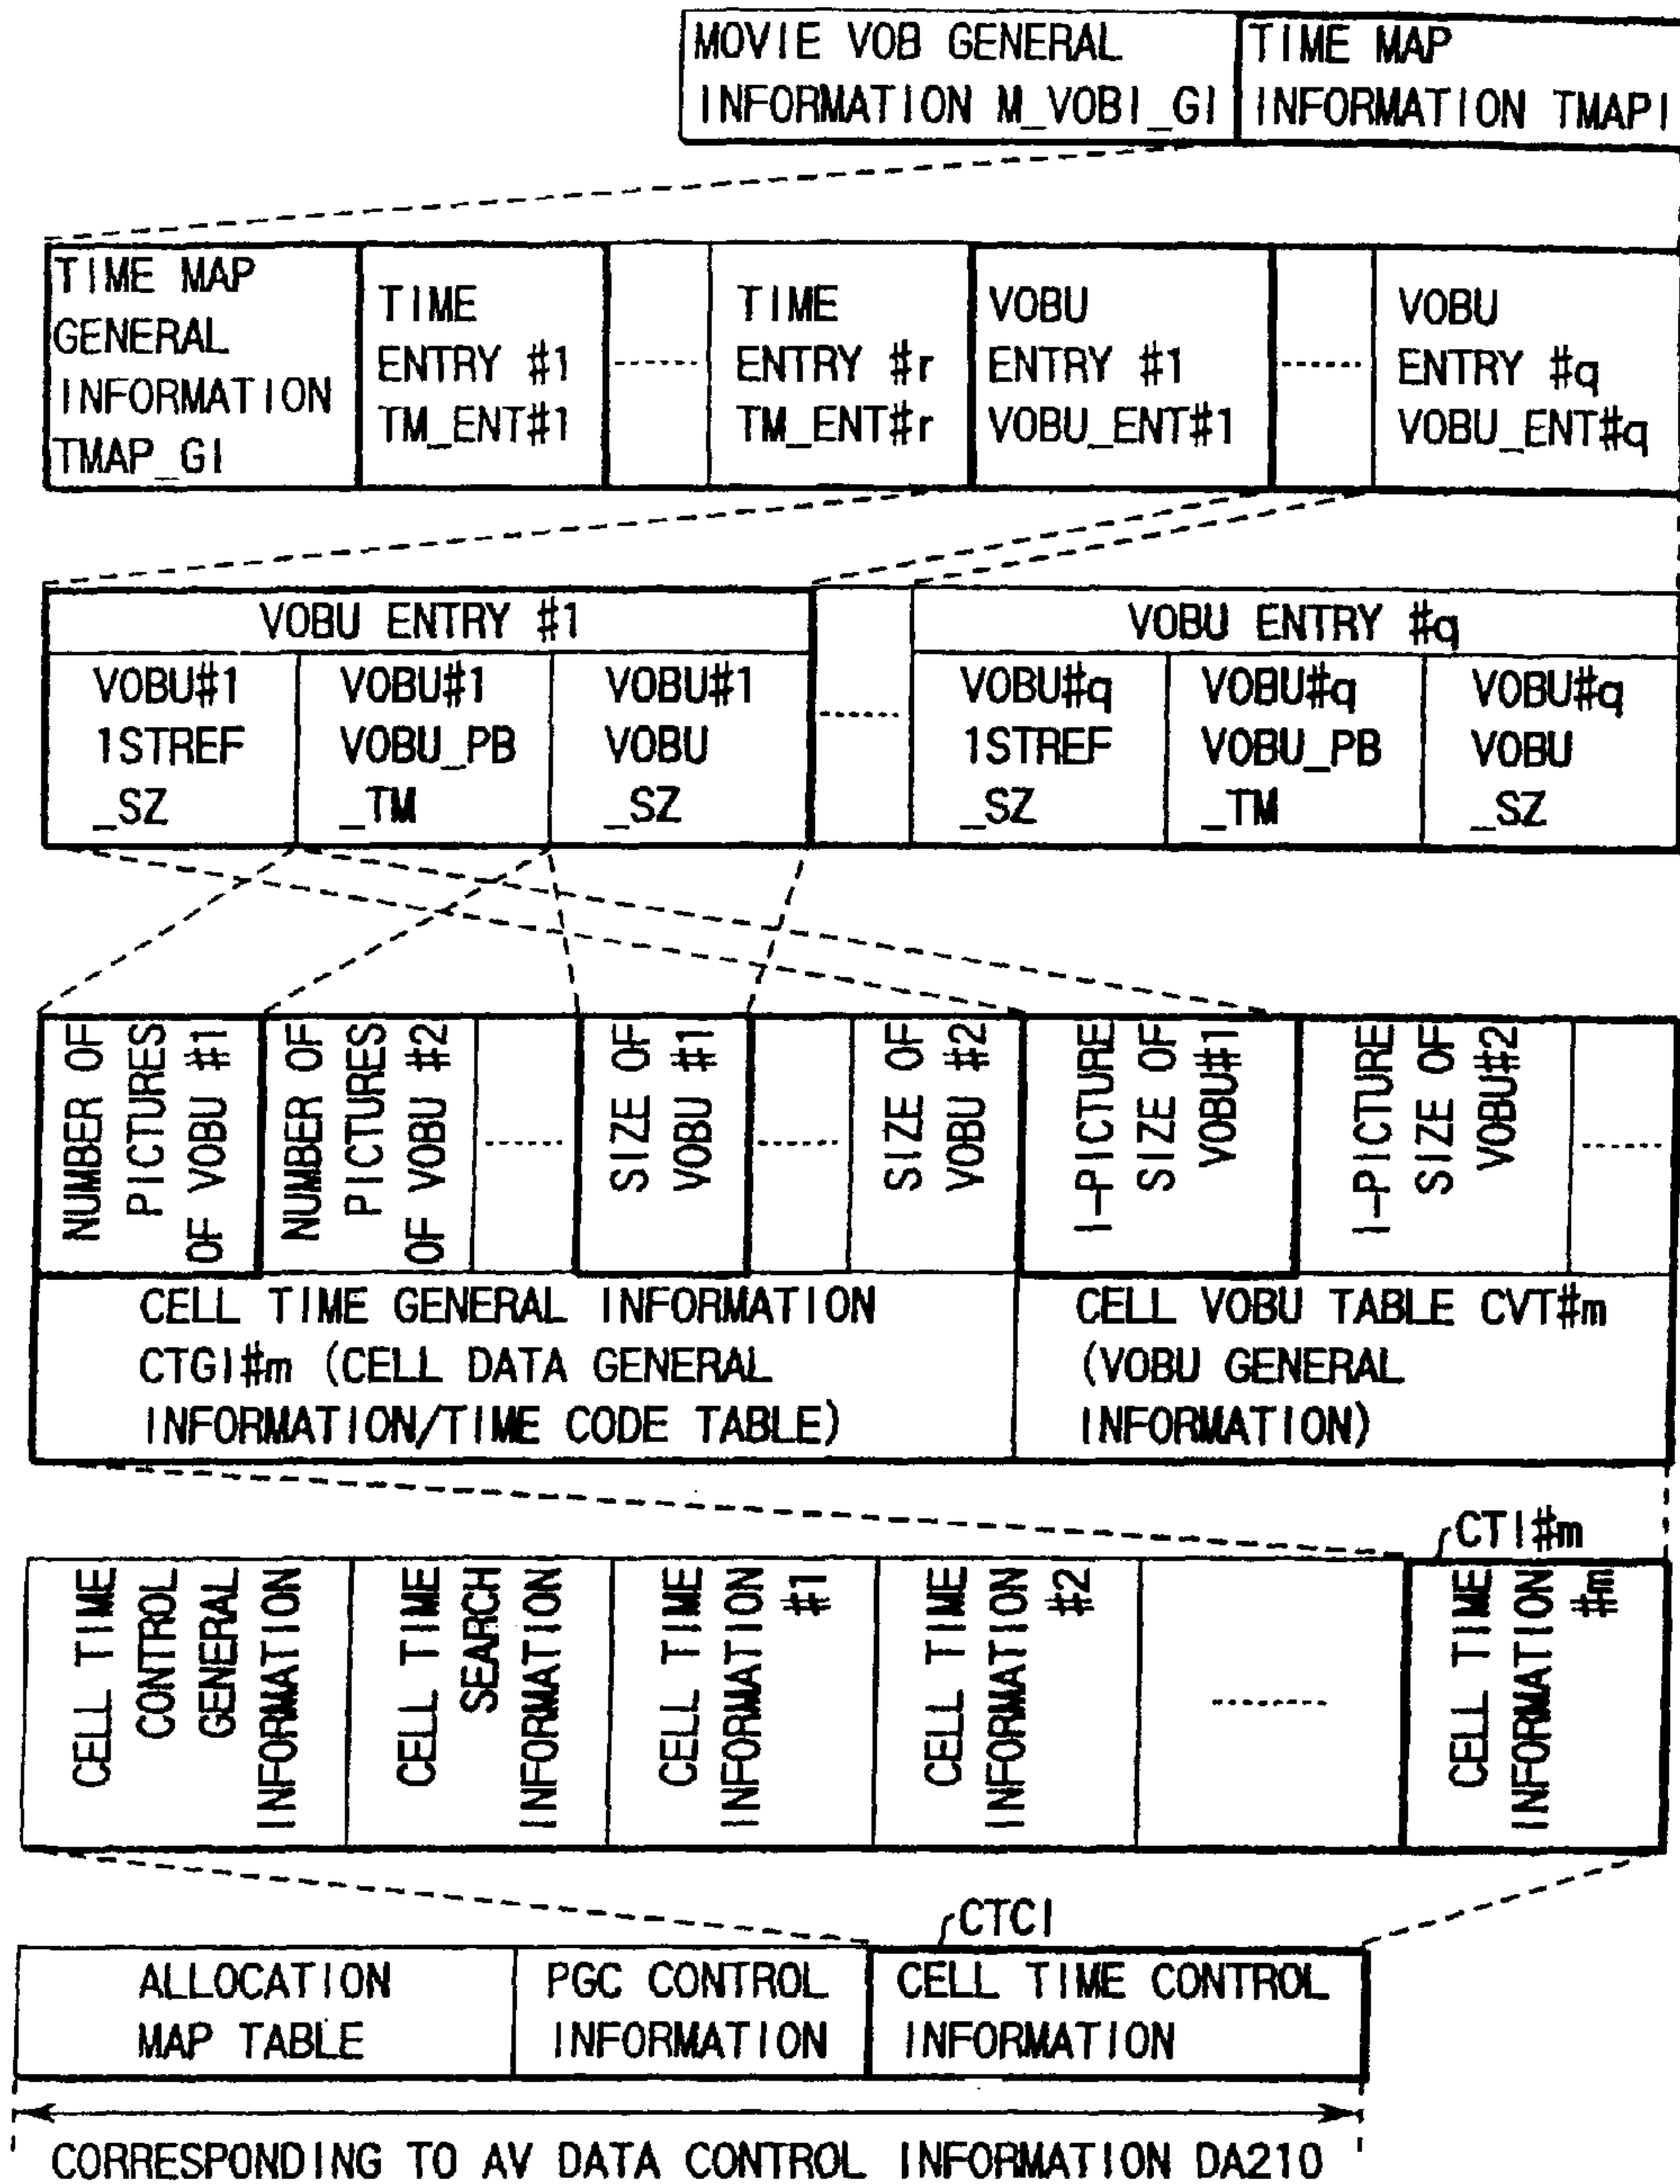 MOVIE VOB GENERAL
INFORMATION M_VOBI_GI
TIME MAP
INFORMATION TMAPI
TIME MAP
GENERAL
INFORMATION
TMAP_GI
TIME
ENTRY #1
TM_ENT#1
TIME
ENTRY #r
TM_ENT#r
VOBU
ENTRY #1
VOBU_ENT#1
VOBU
ENTRY #q
VOBU_ENT#q
VOBU ENTRY #1
VOBU#1
1STREF
_SZ
VOBU#1
VOBU_PB
_TM
VOBU#1
VOBU
_SZ
VOBU ENTRY #q
VOBU#q
1STREF
_SZ
VOBU#q
VOBU_PB
_TM
VOBU#q
VOBU
_SZ
NUMBER OF
PICTURES
OF VOBU #1
NUMBER OF
PICTURES
OF VOBU #2
SIZE OF
VOBU #1
SIZE OF
VOBU #2
I-PICTURE
SIZE OF
VOBU#1
I-PICTURE
SIZE OF
VOBU#2
CELL TIME GENERAL INFORMATION
CTGI#m (CELL DATA GENERAL
INFORMATION/TIME CODE TABLE)
CELL VOBU TABLE CVT#m
(VOBU GENERAL
INFORMATION)
CTI#m
CELL TIME
CONTROL
GENERAL
INFORMATION
CELL TIME
SEARCH
INFORMATION
CELL TIME
INFORMATION
#1
CELL TIME
INFORMATION
#2
CELL TIME
INFORMATION
#m
CTCI
ALLOCATION
MAP TABLE
PGC CONTROL
INFORMATION
CELL TIME CONTROL
INFORMATION
CORRESPONDING TO AV DATA CONTROL INFORMATION DA210